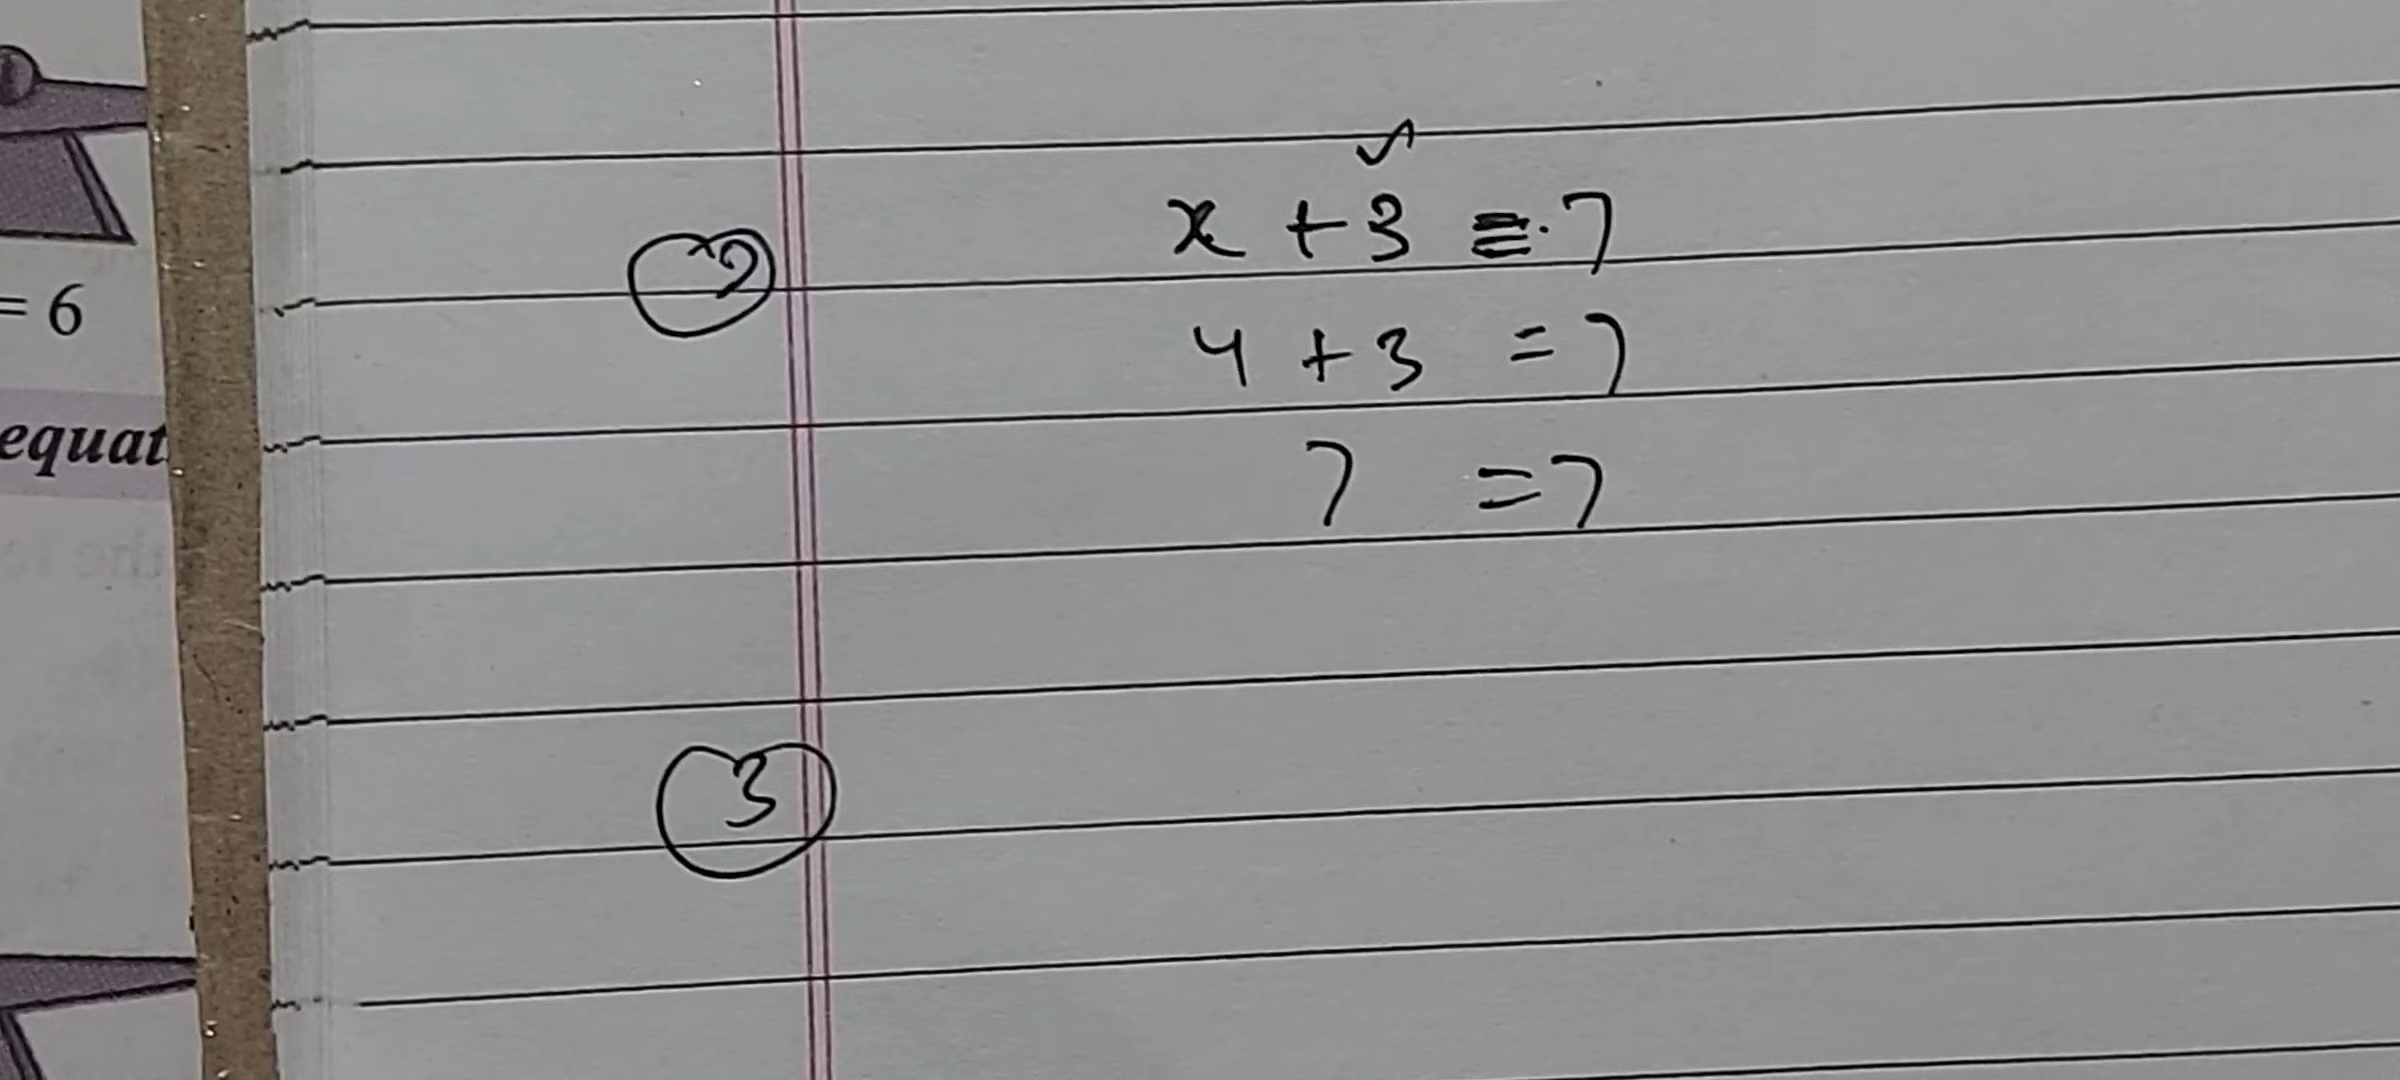 ② x + 3 = 7
4 + 3 = 7
7 = 7
③
= 6
equat